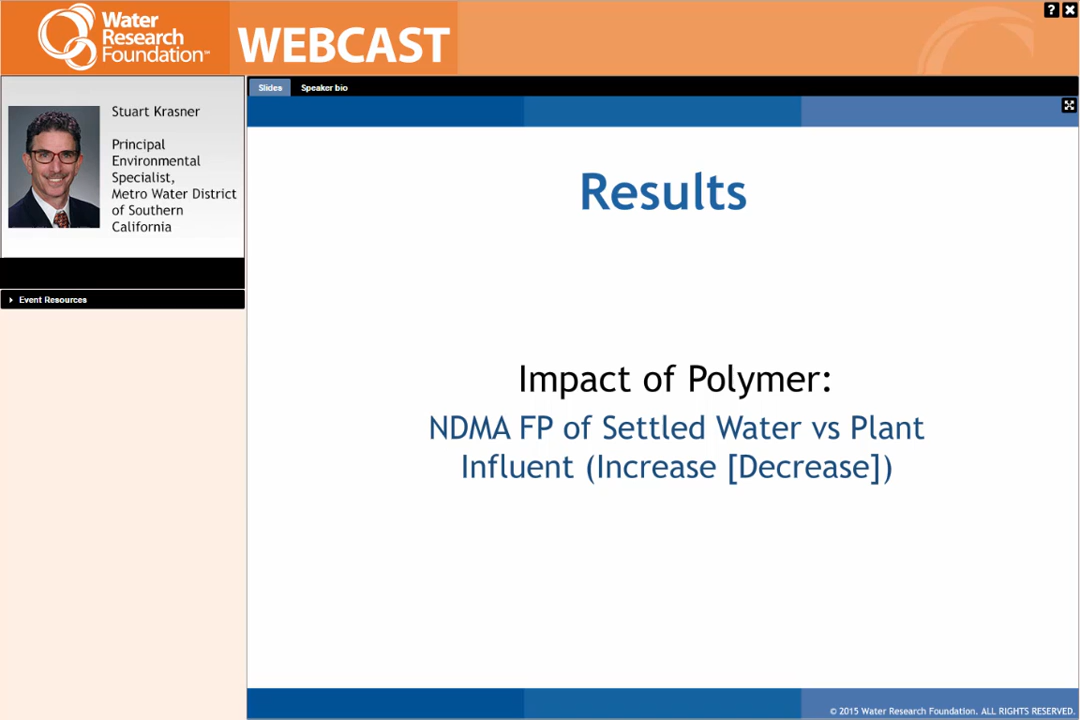 Water
Research
Foundation™
WEBCAST
? X
Stuart Krasner
Principal
Environmental
Specialist,
Metro Water District
of Southern
California
Event Resources
Slides
Speaker bio
Results
Impact of Polymer:
NDMA FP of Settled Water vs Plant
Influent (Increase [Decrease])
© 2015 Water Research Foundation. ALL RIGHTS RESERVED.